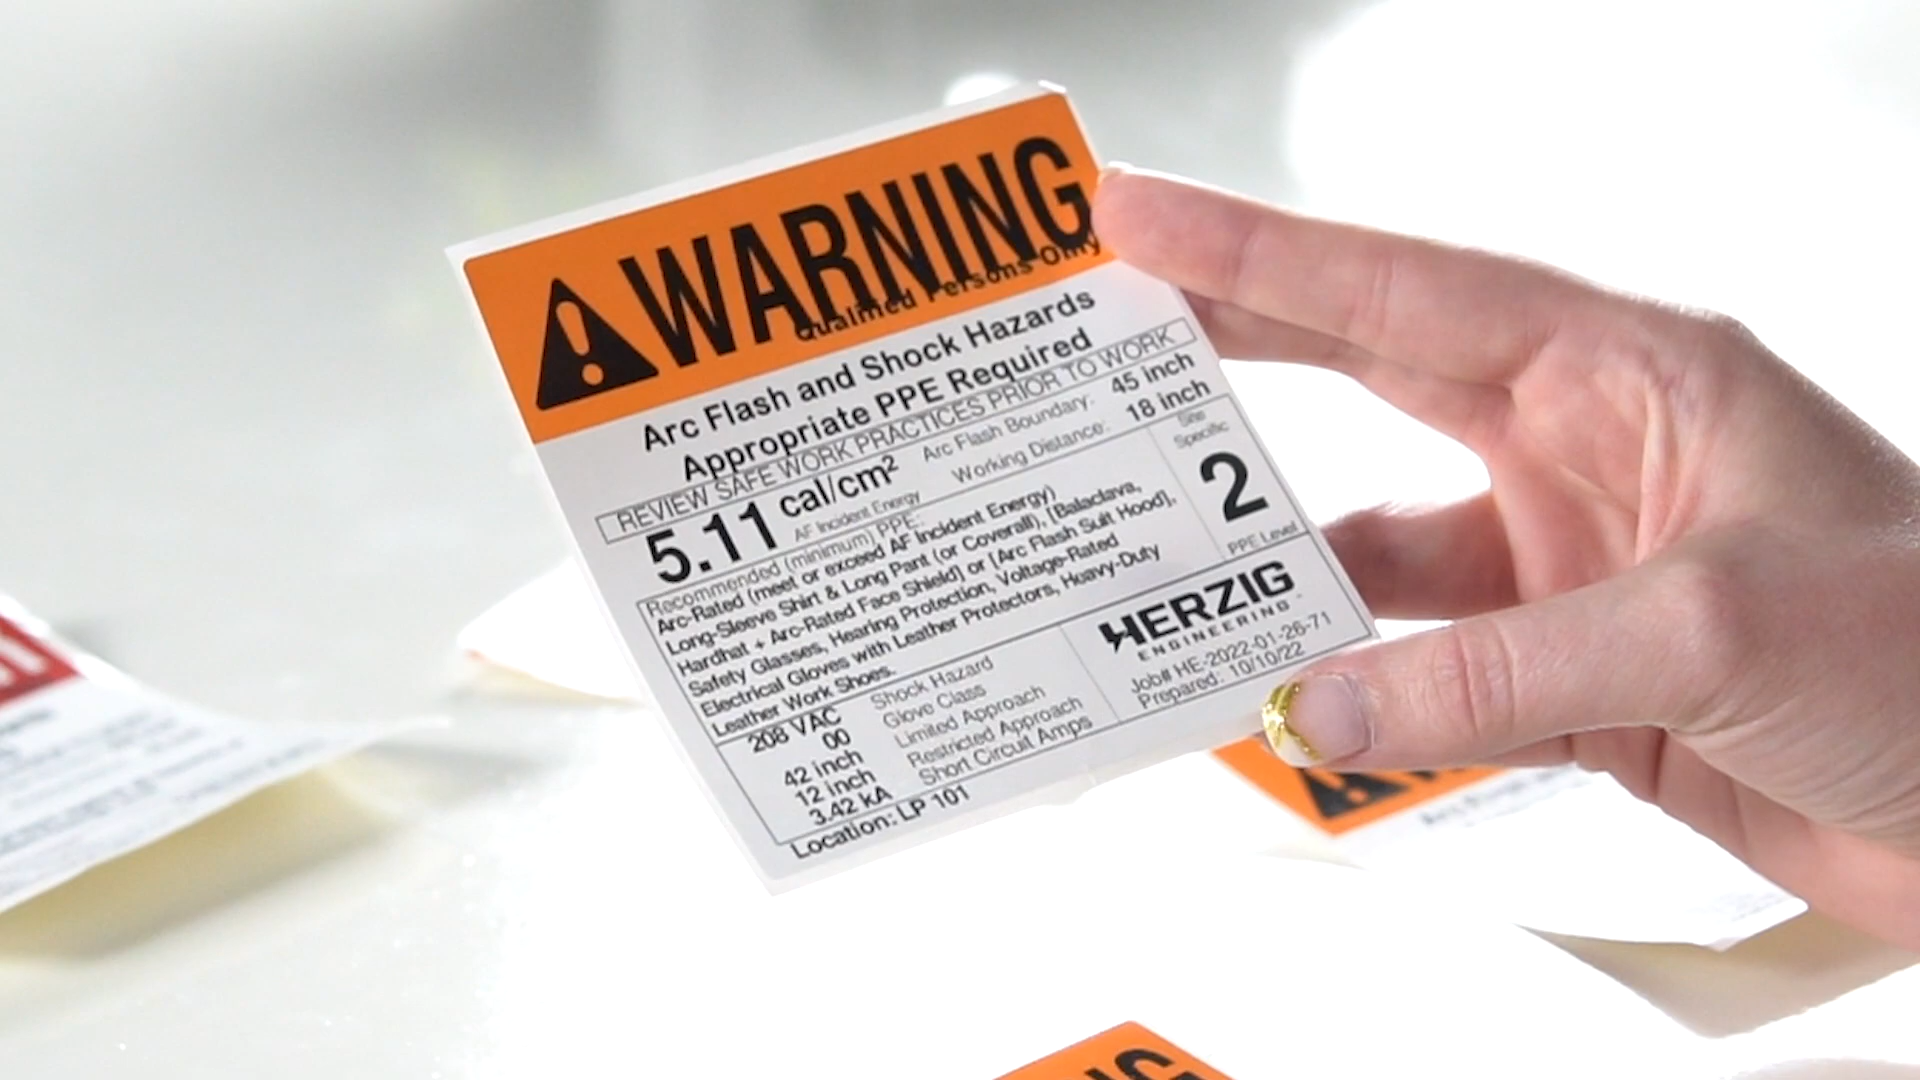 WARNING
Qualified Persons Only
Arc Flash and Shock Hazards
Appropriate PPE Required
REVIEW SAFE WORK PRACTICES PRIOR TO WORK
5.11 cal/cm²
AF Incident Energy
Arc Flash Boundary: 45 inch
Working Distance: 18 inch
Recommended (minimum) PPE:
Arc-Rated (meet or exceed AF Incident Energy)
Long-Sleeve Shirt & Long Pant (or Coverall), [Balaclava,
Hardhat + Arc-Rated Face Shield] or [Arc Flash Suit Hood],
Safety Glasses, Hearing Protection, Voltage-Rated
Electrical Gloves with Leather Protectors, Heavy-Duty
Leather Work Shoes.
Site
Specific
2
PPE Level
208 VAC Shock Hazard
00 Glove Class
42 inch Limited Approach
12 inch Restricted Approach
3.42 kA Short Circuit Amps
HERZIG
ENGINEERING
Job# HE-2022-01-26-71
Prepared: 10/10/22
Location: LP 101